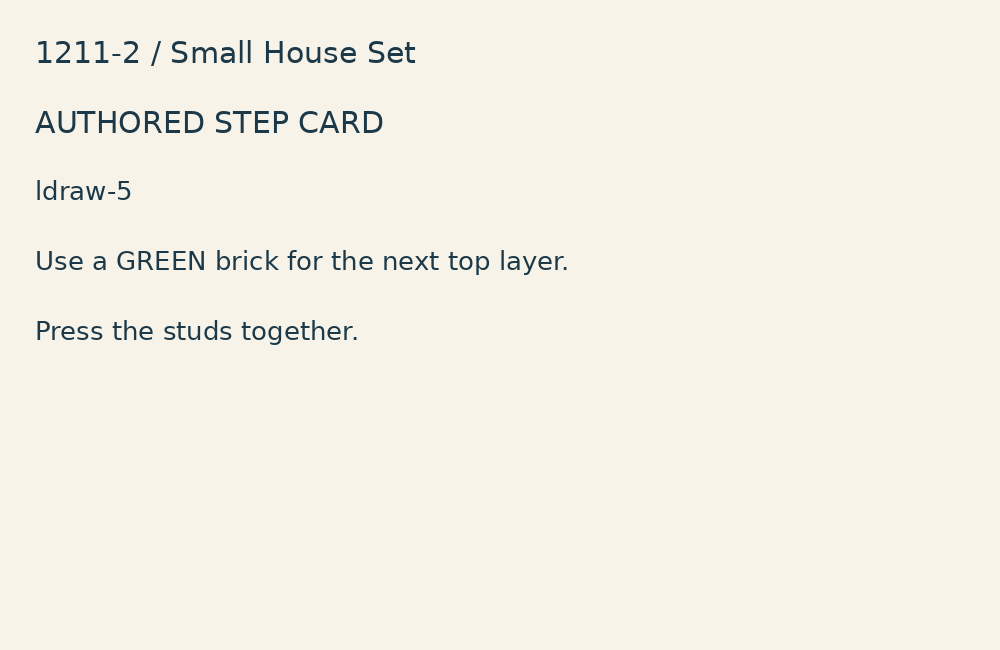 1211-2 / Small House Set
AUTHORED STEP CARD
ldraw-5
Use a GREEN brick for the next top layer.
Press the studs together.